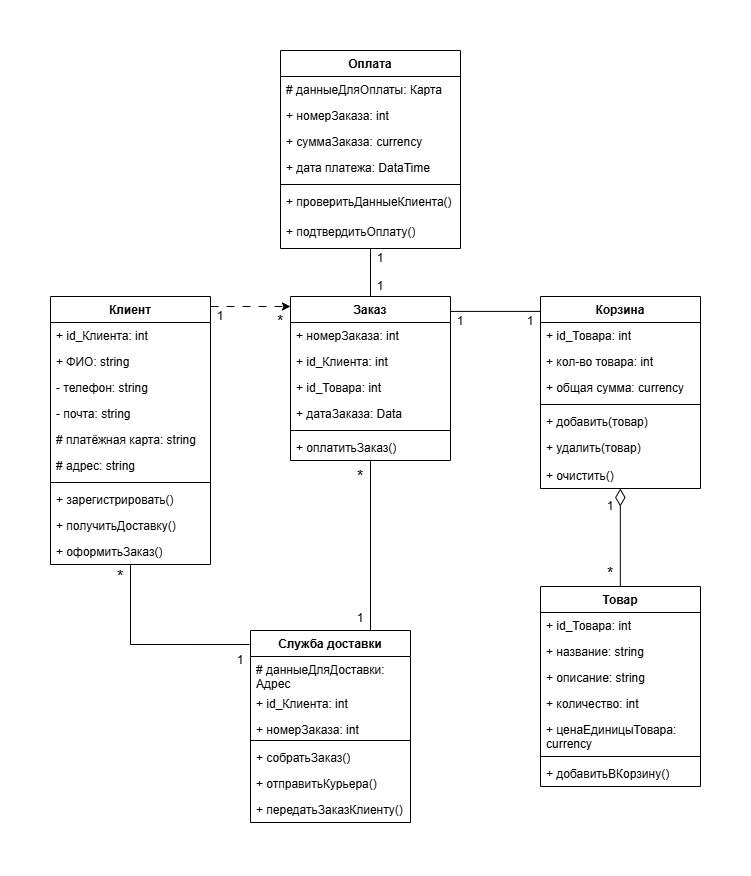 Оплата
# данныеДляОплаты: Карта
+ номерЗаказа: int
+ суммаЗаказа: currency
+ дата платежа: DataTime
+ проверитьДанныеКлиента()
+ подтвердитьОплату()
1
1
Клиент
+ id_Клиента: int
+ ФИО: string
- телефон: string
- почта: string
# платёжная карта: string
# адрес: string
+ зарегистрировать()
+ получитьДоставку()
+ оформитьЗаказ()
1
*
Заказ
+ номерЗаказа: int
+ id_Клиента: int
+ id_Товара: int
+ датаЗаказа: Data
+ оплатитьЗаказ()
1
1
Корзина
+ id_Товара: int
+ кол-во товара: int
+ общая сумма: currency
+ добавить(товар)
+ удалить(товар)
+ очистить()
*
1
*
1
*
1
Служба доставки
# данныеДляДоставки:
Адрес
+ id_Клиента: int
+ номерЗаказа: int
+ собратьЗаказ()
+ отправитьКурьера()
+ передатьЗаказКлиенту()
Товар
+ id_Товара: int
+ название: string
+ описание: string
+ количество: int
+ ценаЕдиницыТовара:
currency
+ добавитьВКорзину()